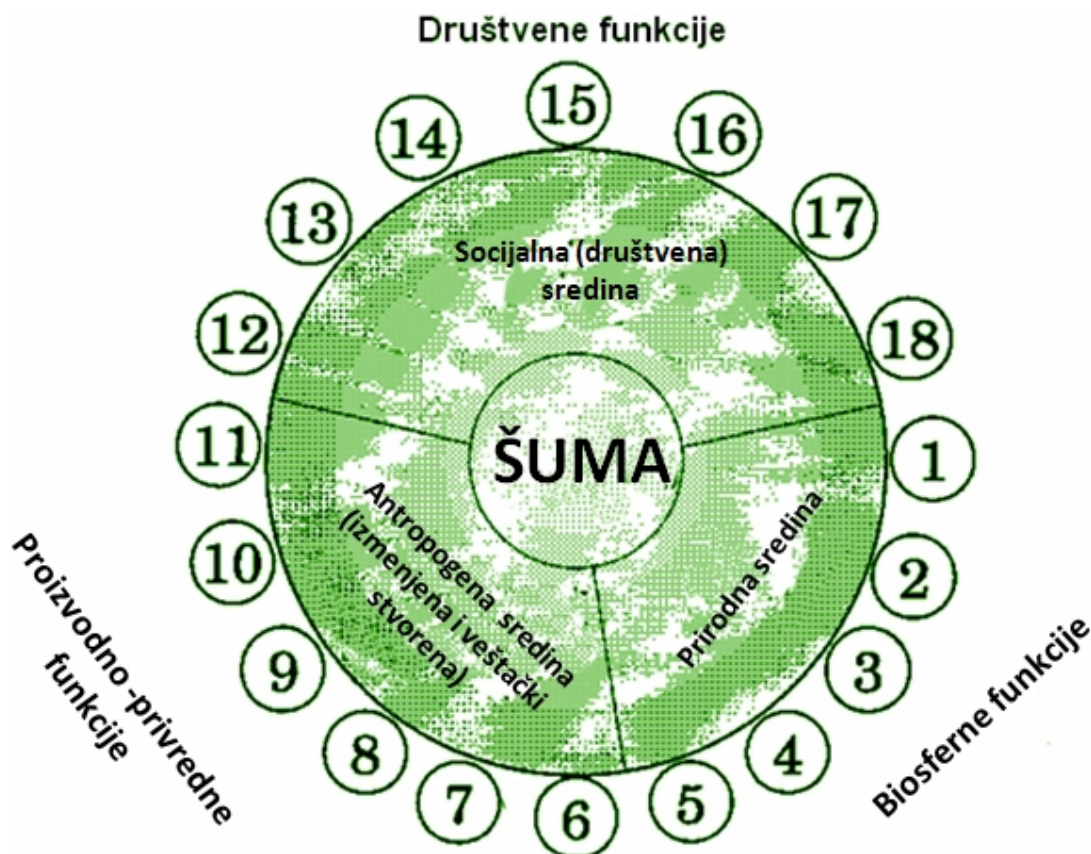 Društvene funkcije
15
14
16
13
17
Socijalna (društvena)
sredina
12
18
ŠUMA
11
1
Antropogena sredina
(izmenjena i veštački
stvorena)
Prirodna sredina
10
2
Proizvodno-privredne
funkcije
9
3
Biosferne funkcije
8
4
7
5
6